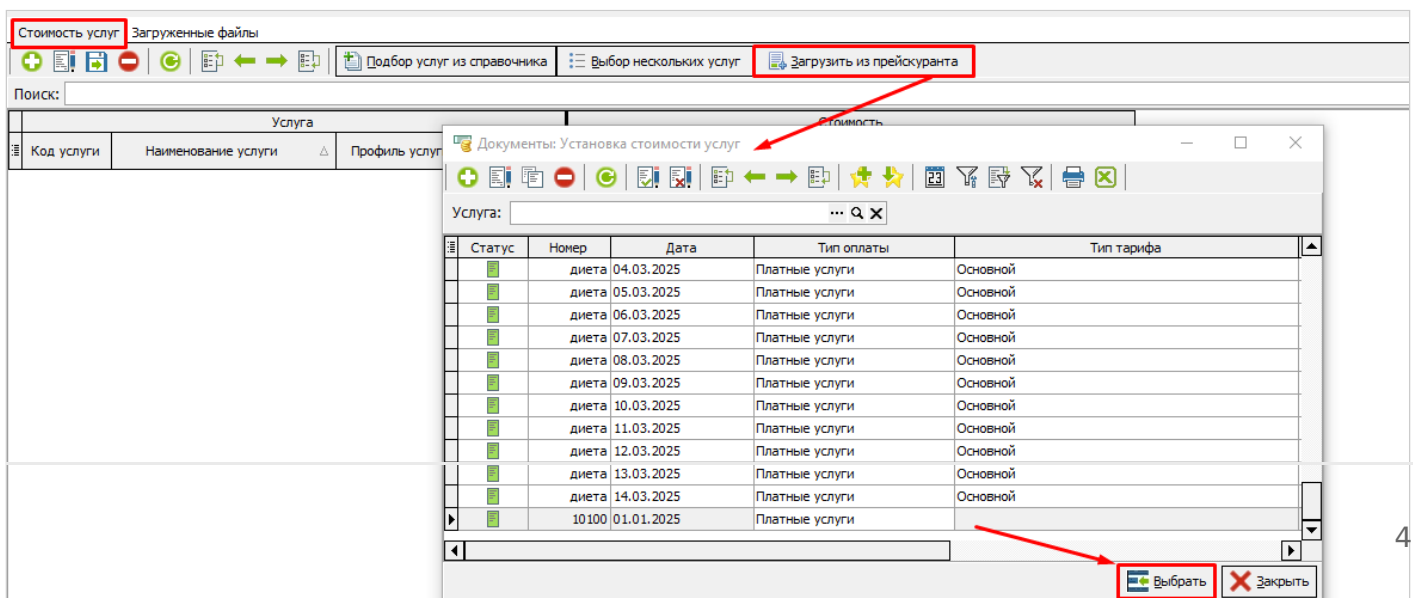 Стоимость услуг Загруженные файлы
Подбор услуг из справочника Выбор нескольких услуг Загрузить из прейскуранта
Поиск:
Услуга Стоимость
Код услуги Наименование услуги Профиль услуг
Документы: Установка стоимости услуг
23
Услуга:
Статус Номер Дата Тип оплаты Тип тарифа
диета 04.03.2025 Платные услуги Основной
диета 05.03.2025 Платные услуги Основной
диета 06.03.2025 Платные услуги Основной
диета 07.03.2025 Платные услуги Основной
диета 08.03.2025 Платные услуги Основной
диета 09.03.2025 Платные услуги Основной
диета 10.03.2025 Платные услуги Основной
диета 11.03.2025 Платные услуги Основной
диета 12.03.2025 Платные услуги Основной
диета 13.03.2025 Платные услуги Основной
диета 14.03.2025 Платные услуги Основной
10100 01.01.2025 Платные услуги
4
Выбрать Закрыть